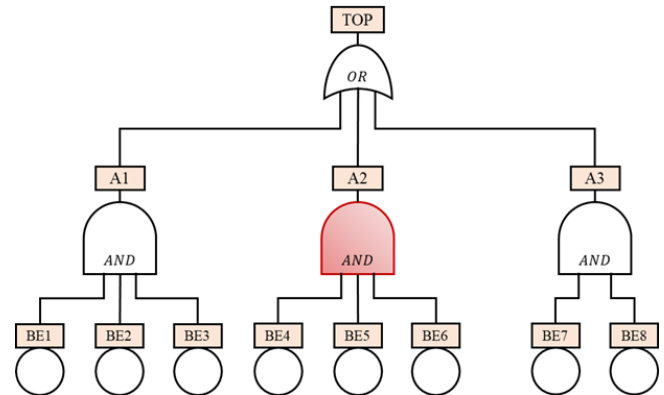 TOP
OR
A1 A2 A3
AND AND AND
BE1 BE2 BE3 BE4 BE5 BE6 BE7 BE8